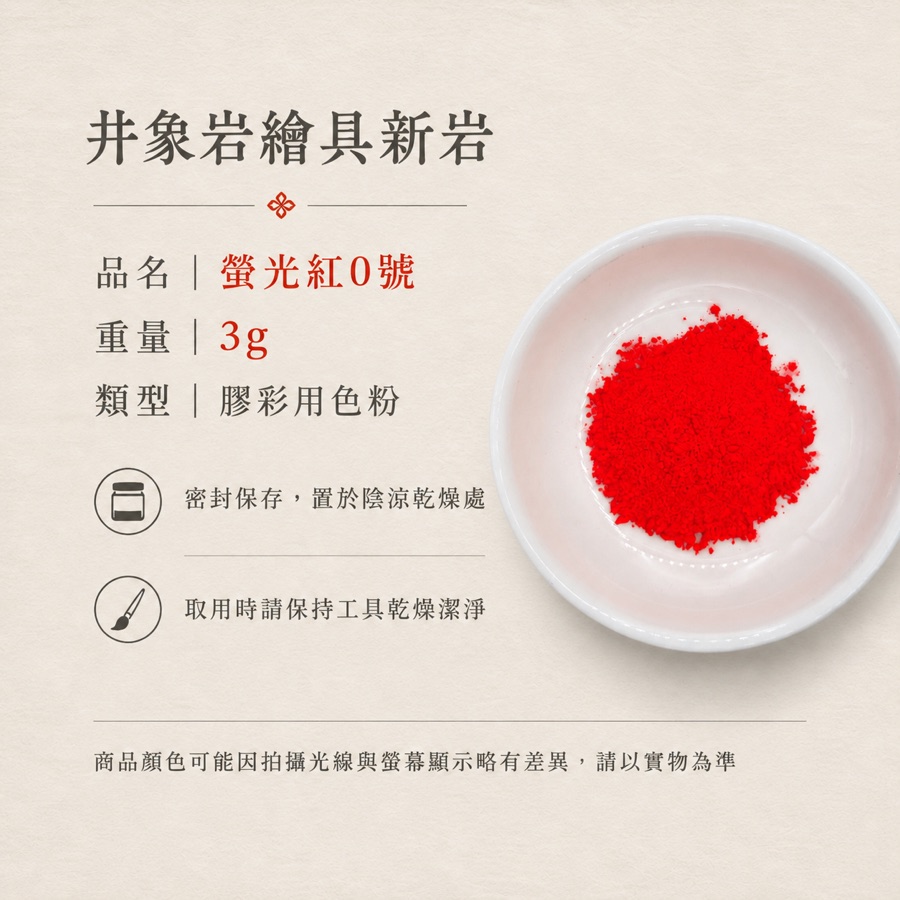 井象岩繪具新岩
品名｜螢光紅0號
重量｜3g
類型｜膠彩用色粉
密封保存，置於陰涼乾燥處
取用時請保持工具乾燥潔淨
商品顏色可能因拍攝光線與螢幕顯示略有差異，請以實物為準